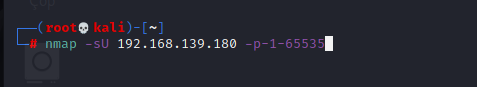 ┌──(root💀kali)-[~]
└─# nmap -sU 192.168.139.180 -p-1-65535